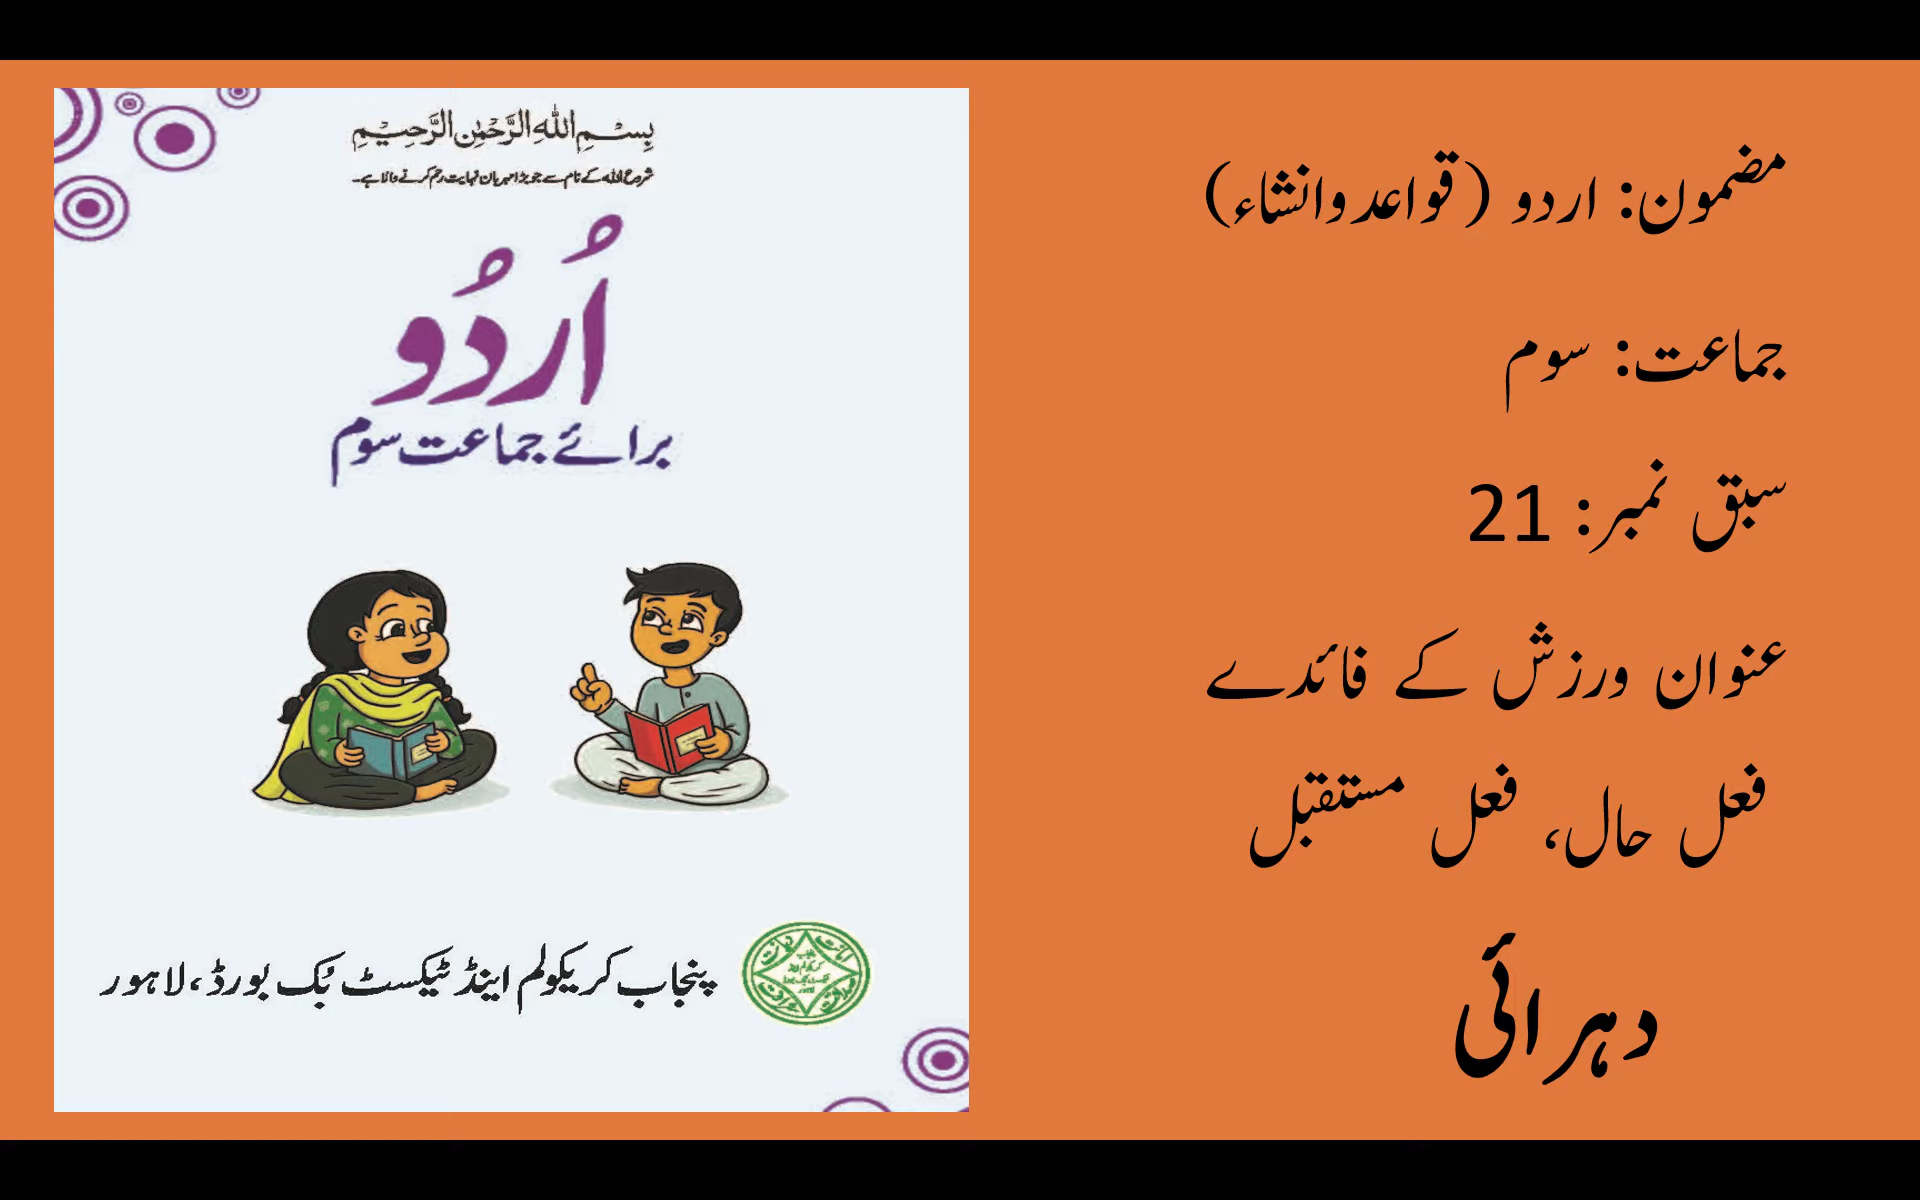 بِسْمِ اللهِ الرَّحْمٰنِ الرَّحِيْمِ
شروع اللہ کے نام سے جو بڑا مہربان نہایت رحم کرنے والا ہے۔
اُردُو
برائے جماعت سوم
پنجاب کریکولم اینڈ ٹیکسٹ بُک بورڈ، لاہور
مضمون: اردو (قواعد وانشاء)
جماعت: سوم
سبق نمبر: 21
عنوان ورزش کے فائدے
فعل حال، فعل مستقبل
دہرائی